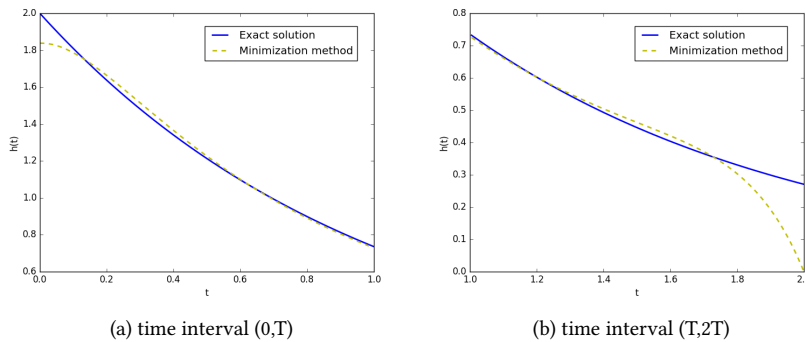 2.0
1.8
1.6
1.4
1.2
1.0
0.8
0.6
h(t)
0.0
0.2
0.4
0.6
0.8
1.0
t
Exact solution
Minimization method
(a) time interval (0,T)
0.8
0.7
0.6
0.5
0.4
0.3
0.2
0.1
0.0
h(t)
1.0
1.2
1.4
1.6
1.8
2.
t
Exact solution
Minimization method
(b) time interval (T,2T)